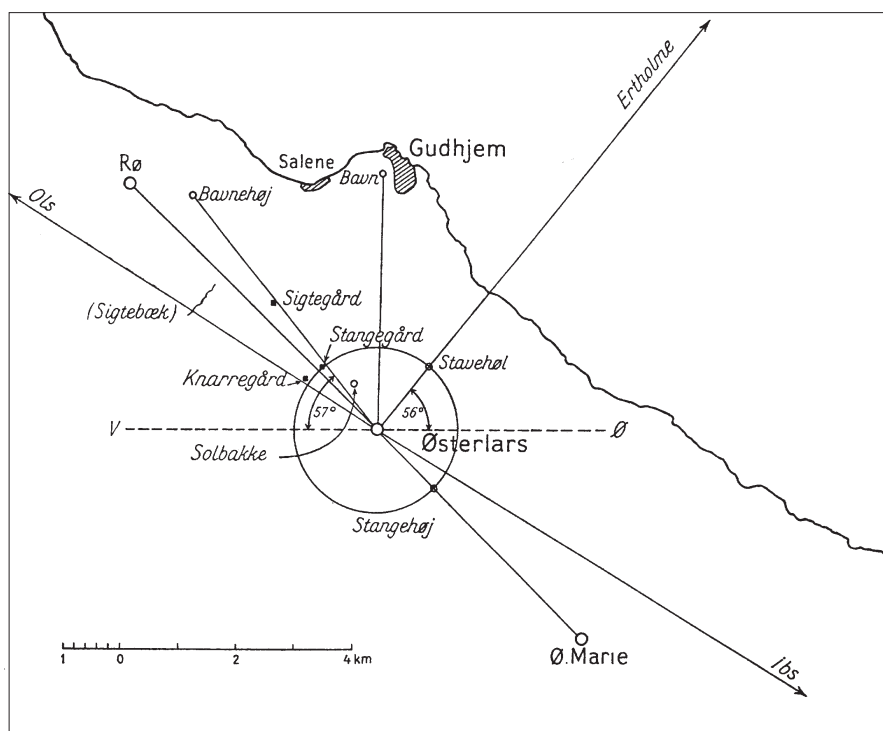 Ertholme
Gudhjem
Salene
Rø
Bavn
Bavnehøj
Ols
Sigtegård
(Sigtebæk)
Stangegård
Stavehøl
Knarregård
57°
56°
V
Ø
Østerlars
Solbakke
Stangehøj
Ø.MARIE
Ibs
1 0 2 4 km